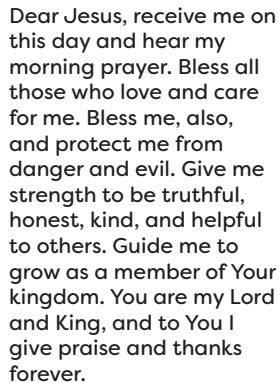 Dear Jesus, receive me on
this day and hear my
morning prayer. Bless all
those who love and care
for me. Bless me, also,
and protect me from
danger and evil. Give me
strength to be truthful,
honest, kind, and helpful
to others. Guide me to
grow as a member of Your
kingdom. You are my Lord
and King, and to You I
give praise and thanks
forever.